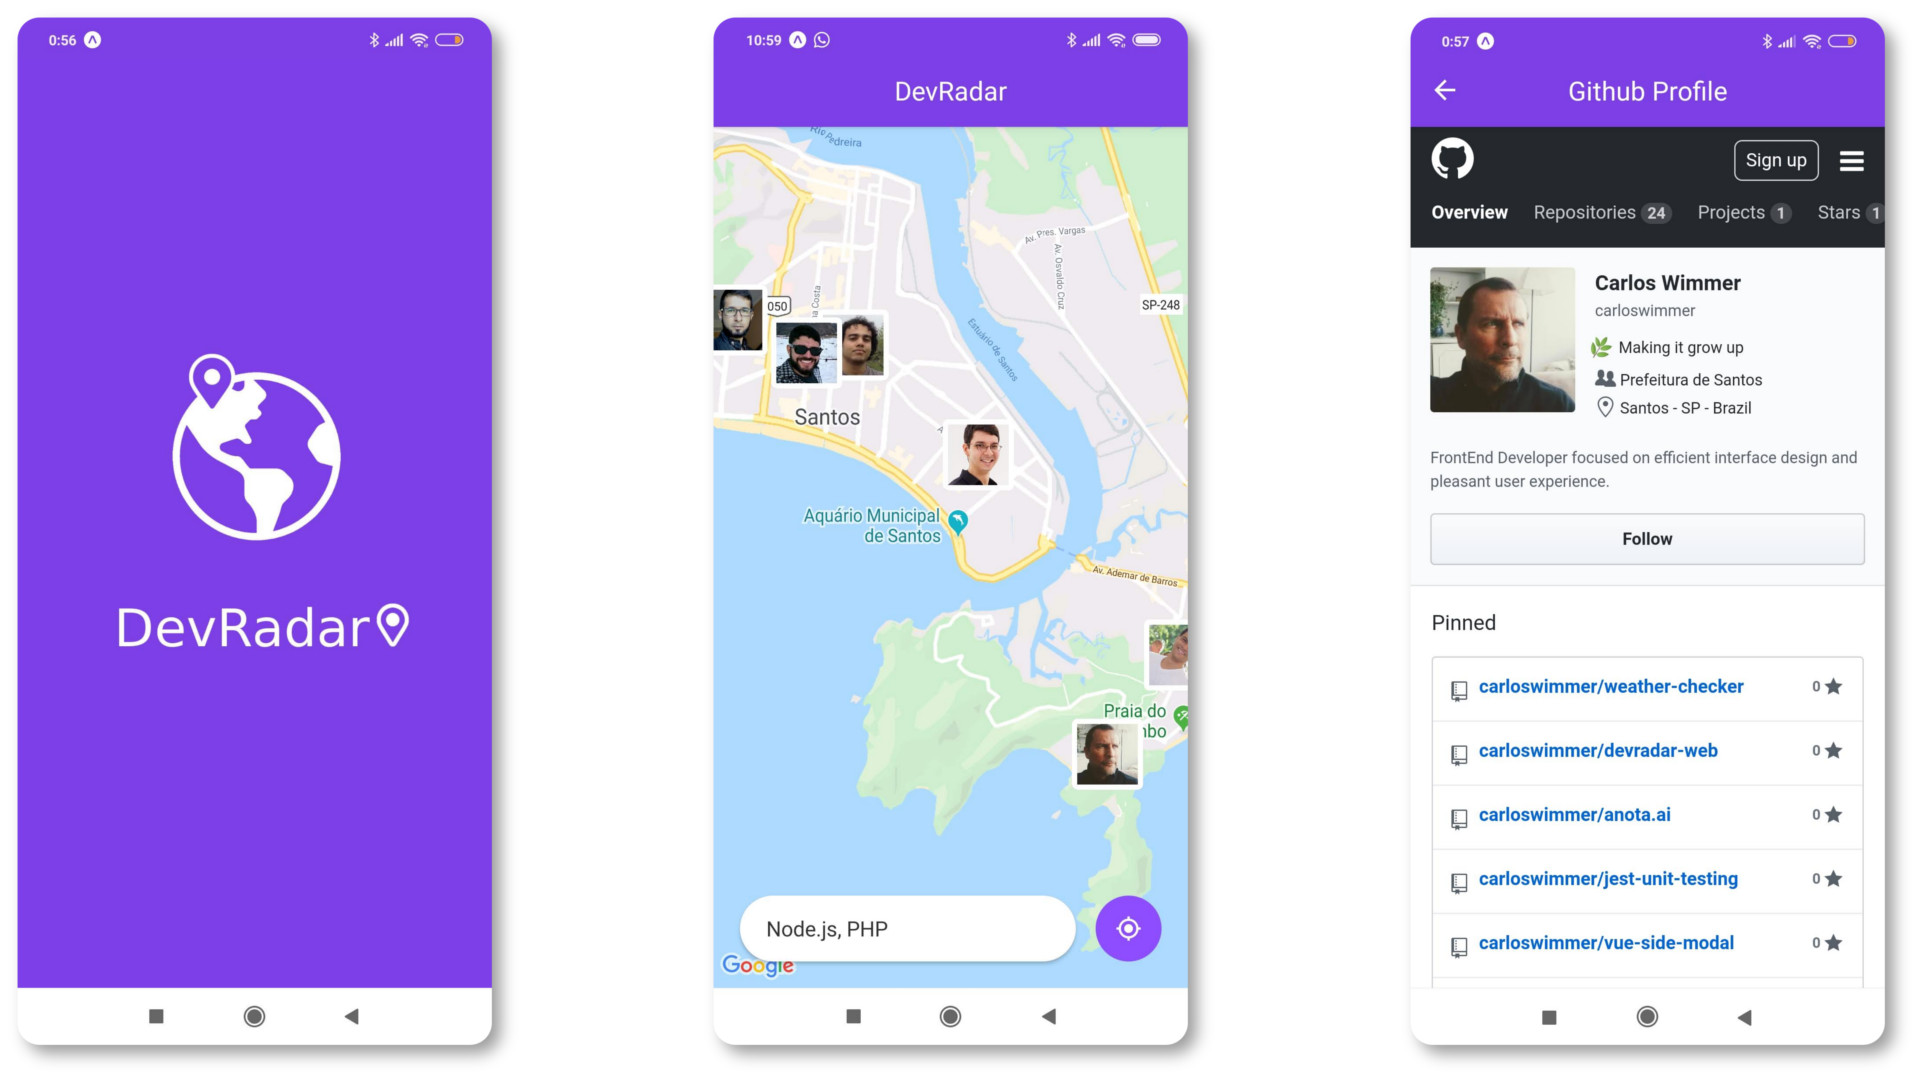 0:56
DevRadar
10:59
DevRadar
Rio Pedreira
Av. Pres. Vargas
Av. Osvaldo Cruz
050
Costa
SP-248
Estuário de Santos
Santos
Aquário Municipal
de Santos
Av. Ademar de Barros
Praia do
Node.js, PHP
Google
0:57
Github Profile
Sign up
Overview Repositories 24 Projects 1 Stars 1
Carlos Wimmer
carloswimmer
Making it grow up
Prefeitura de Santos
Santos - SP - Brazil
FrontEnd Developer focused on efficient interface design and
pleasant user experience.
Follow
Pinned
carloswimmer/weather-checker 0
carloswimmer/devradar-web 0
carloswimmer/anota.ai 0
carloswimmer/jest-unit-testing 0
carloswimmer/vue-side-modal 0